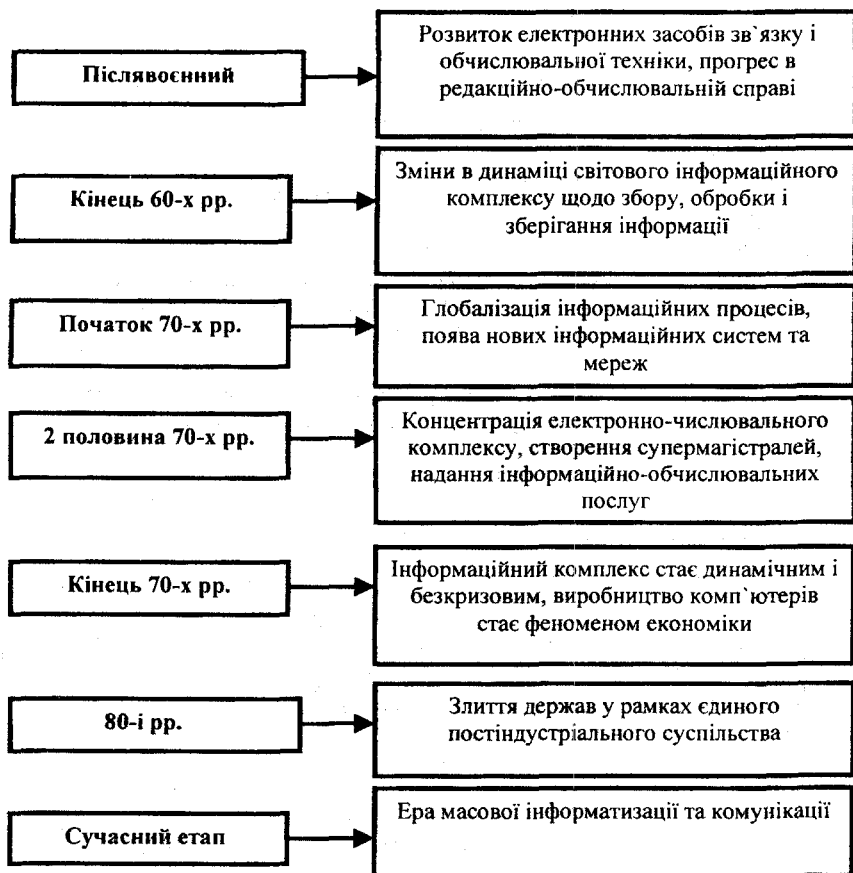 Післявоєнний
Розвиток електронних засобів зв`язку і
обчислювальної техніки, прогрес в
редакційно-обчислювальній справі
Кінець 60-х рр.
Зміни в динаміці світового інформаційного
комплексу щодо збору, обробки і
зберігання інформації
Початок 70-х рр.
Глобалізація інформаційних процесів,
поява нових інформаційних систем та
мереж
2 половина 70-х рр.
Концентрація електронно-числювального
комплексу, створення супермагістралей,
надання інформаційно-обчислювальних
послуг
Кінець 70-х рр.
Інформаційний комплекс стає динамічним і
безкризовим, виробництво комп`ютерів
стає феноменом економіки
80-і рр.
Злиття держав у рамках єдиного
постіндустріального суспільства
Сучасний етап
Ера масової інформатизації та комунікації